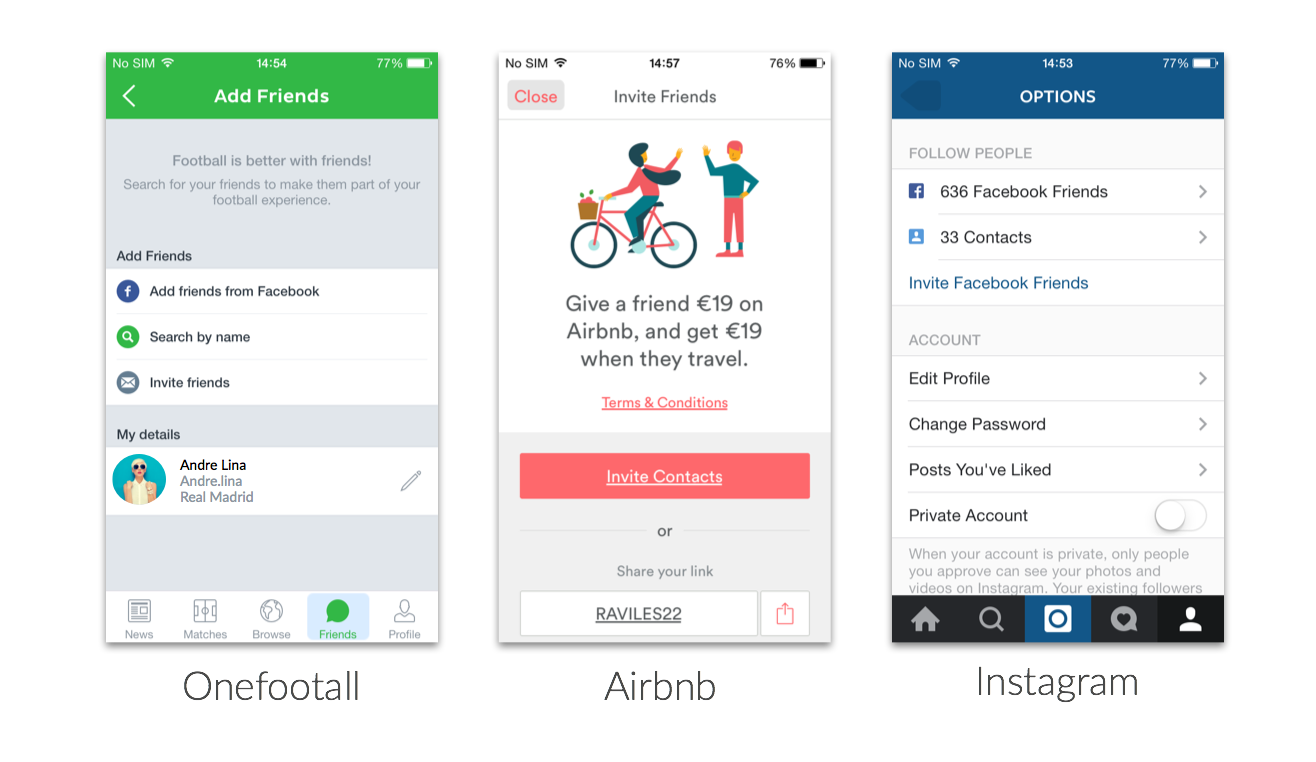 No SIM 14:54 77%
Add Friends
Football is better with friends!
Search for your friends to make them part of your
football experience.
Add Friends
Add friends from Facebook
Search by name
Invite friends
My details
Andre Lina
Andre.lina
Real Madrid
News Matches Browse Friends Profile
Onefootall
No SIM 14:57 76%
Close Invite Friends
Give a friend €19 on
Airbnb, and get €19
when they travel.
Terms & Conditions
Invite Contacts
or
Share your link
RAVILES22
Airbnb
No SIM 14:53 77%
OPTIONS
FOLLOW PEOPLE
636 Facebook Friends
33 Contacts
Invite Facebook Friends
ACCOUNT
Edit Profile
Change Password
Posts You've Liked
Private Account
When your account is private, only people
you approve can see your photos and
videos on Instagram. Your existing followers
Instagram